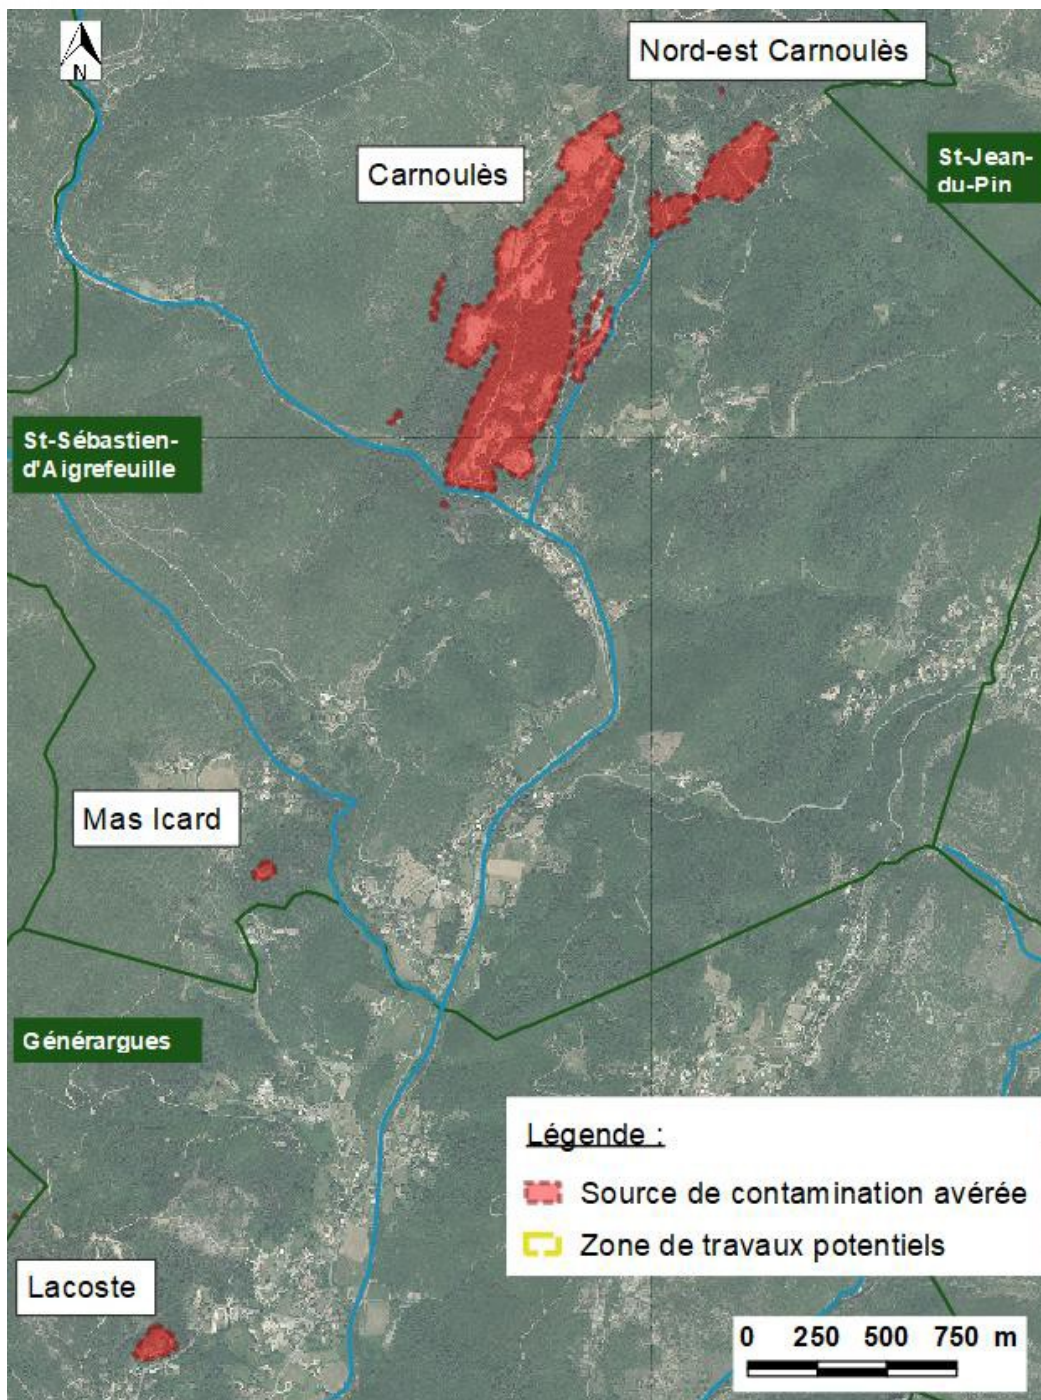 N
Nord-est Carnoulès
Carnoulès
St-Jean-
du-Pin
St-Sébastien-
d'Aigrefeuille
Mas Icard
Générargues
Légende :
Source de contamination avérée
Zone de travaux potentiels
Lacoste
0 250 500 750 m